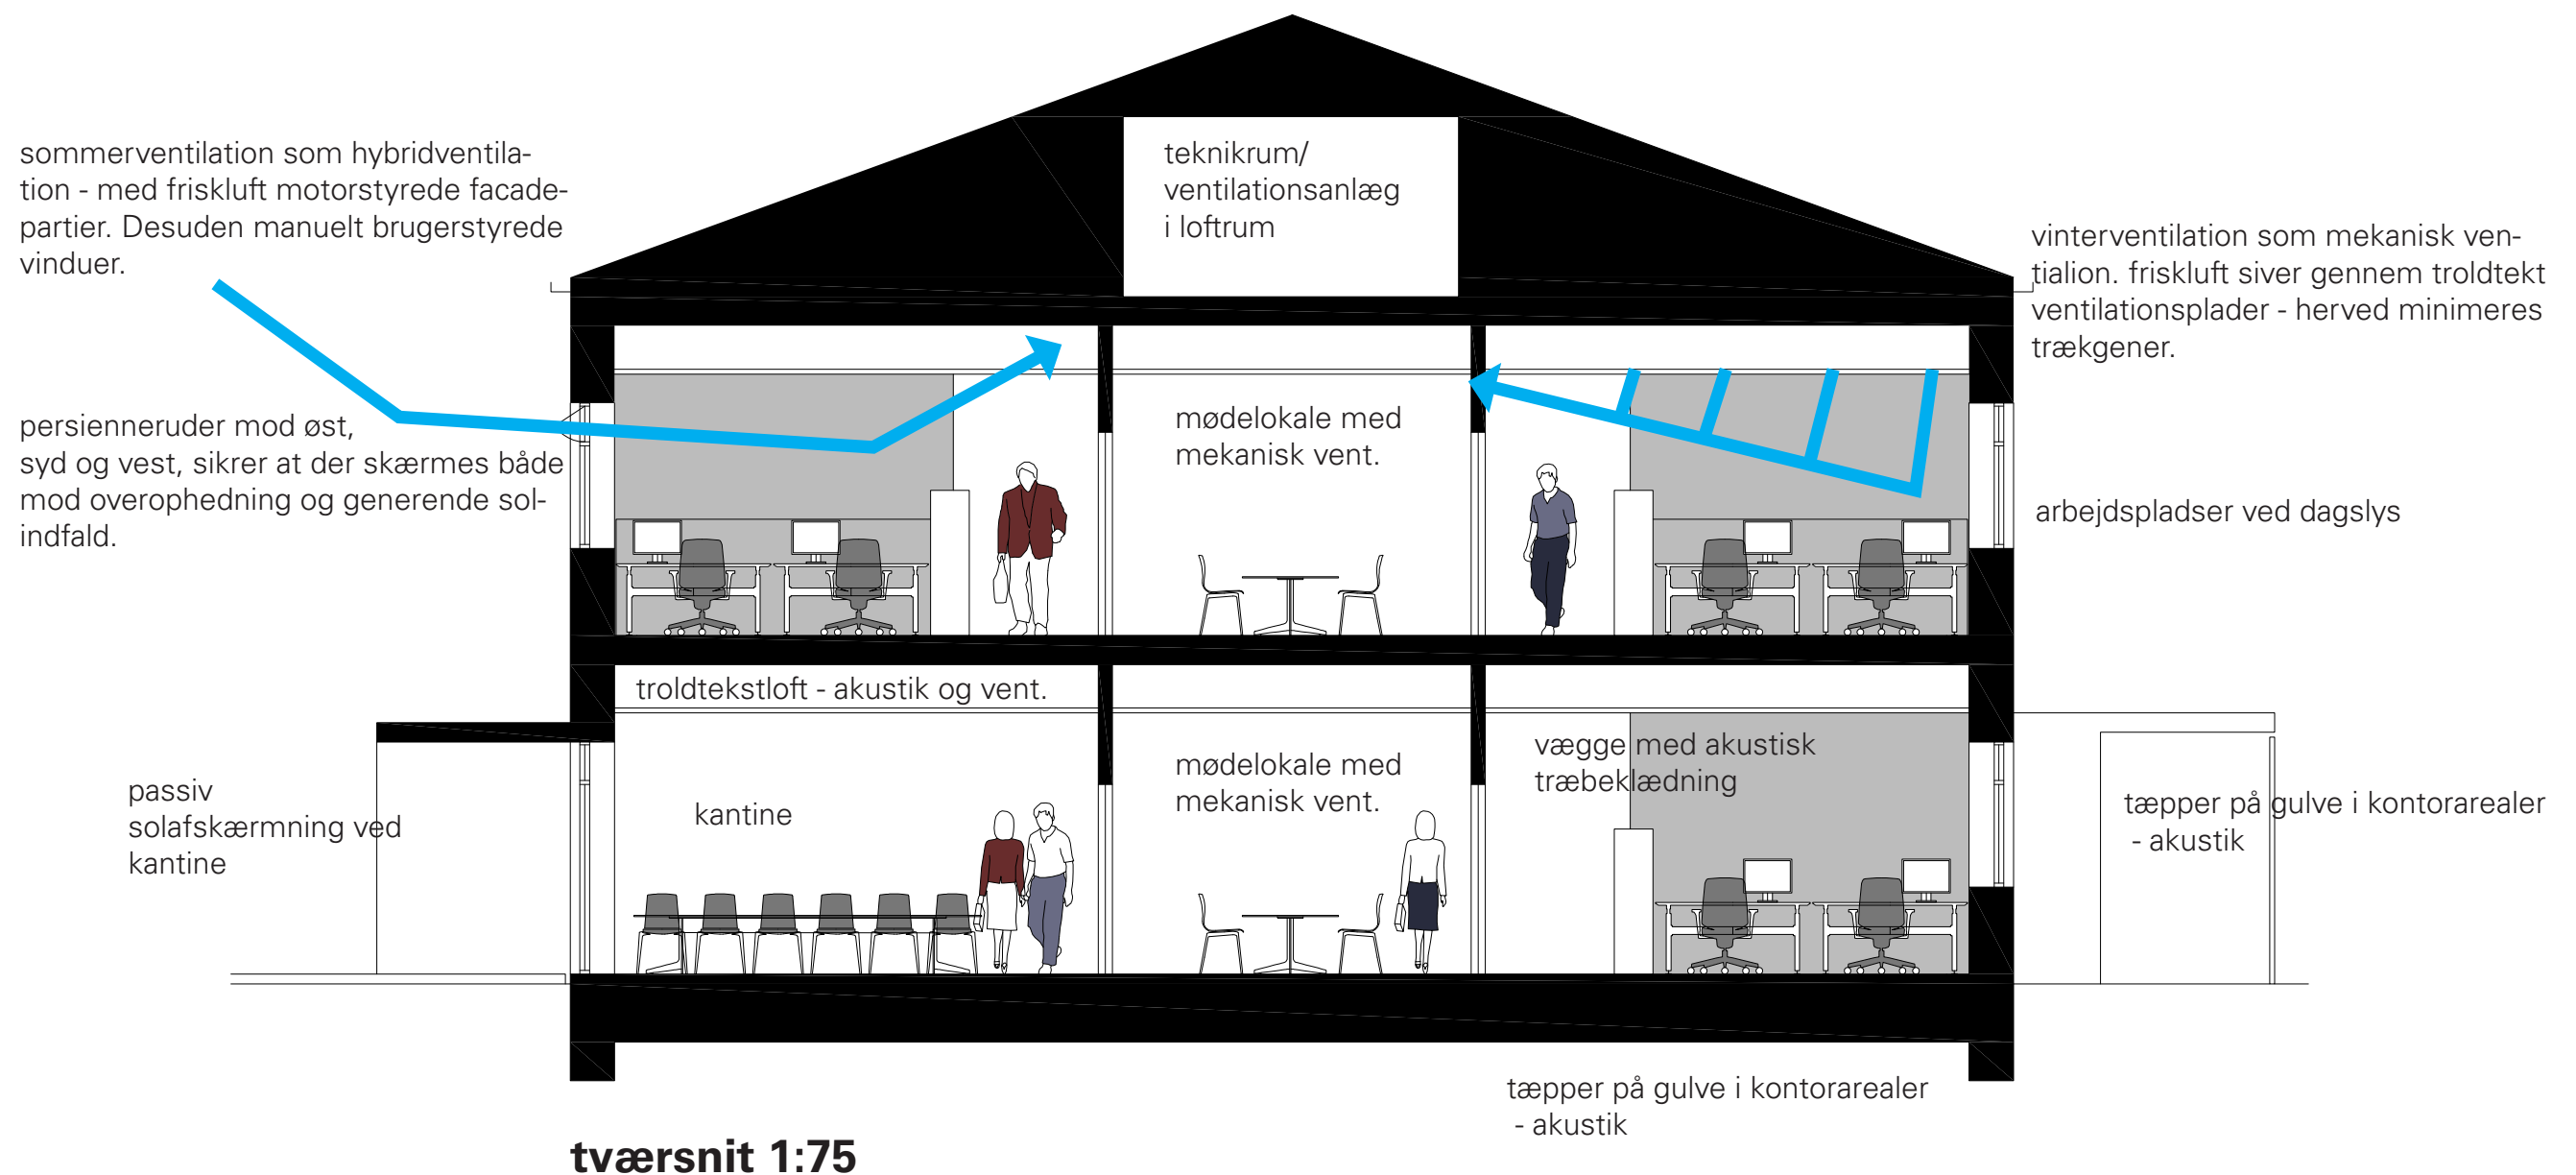 sommerventilation som hybridventila-
tion - med friskluft motorstyrede facade-
partier. Desuden manuelt brugerstyrede
vinduer.
persienneruder mod øst,
syd og vest, sikrer at der skærmes både
mod overophedning og generende sol-
indfald.
teknikrum/
ventilationsanlæg
i loftrum
vinterventilation som mekanisk ven-
tialion. friskluft siver gennem troldtekt
ventilationsplader - herved minimeres
trækgener.
mødelokale med
mekanisk vent.
arbejdspladser ved dagslys
troldtekstloft - akustik og vent.
passiv
solafskærmning ved
kantine
kantine
mødelokale med
mekanisk vent.
vægge med akustisk
træbeklædning
tæpper på gulve i kontorarealer
- akustik
tæpper på gulve i kontorarealer
- akustik
tværsnit 1:75